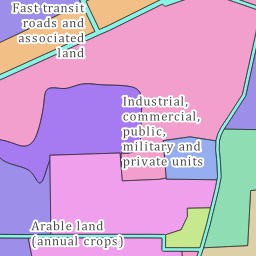 Fast transit
roads and
associated
land
Industrial,
commercial,
public,
military and
private units
Arable land
(annual crops)